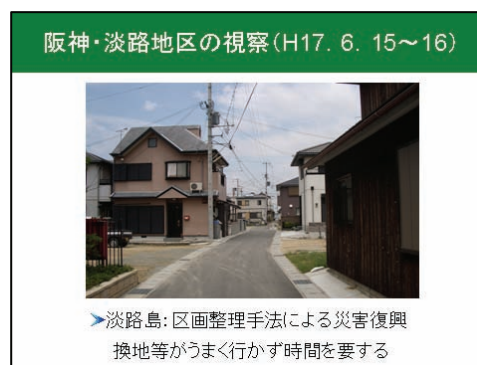 阪神・淡路地区の視察(H17. 6. 15～16)
➤淡路島: 区画整理手法による災害復興
換地等がうまく行かず時間を要する